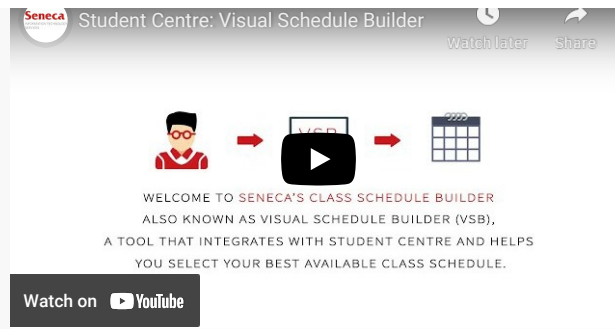 Seneca
Student Centre: Visual Schedule Builder
Watch later
Share
VSB
WELCOME TO SENECA'S CLASS SCHEDULE BUILDER
ALSO KNOWN AS VISUAL SCHEDULE BUILDER (VSB),
A TOOL THAT INTEGRATES WITH STUDENT CENTRE AND HELPS
YOU SELECT YOUR BEST AVAILABLE CLASS SCHEDULE.
Watch on YouTube